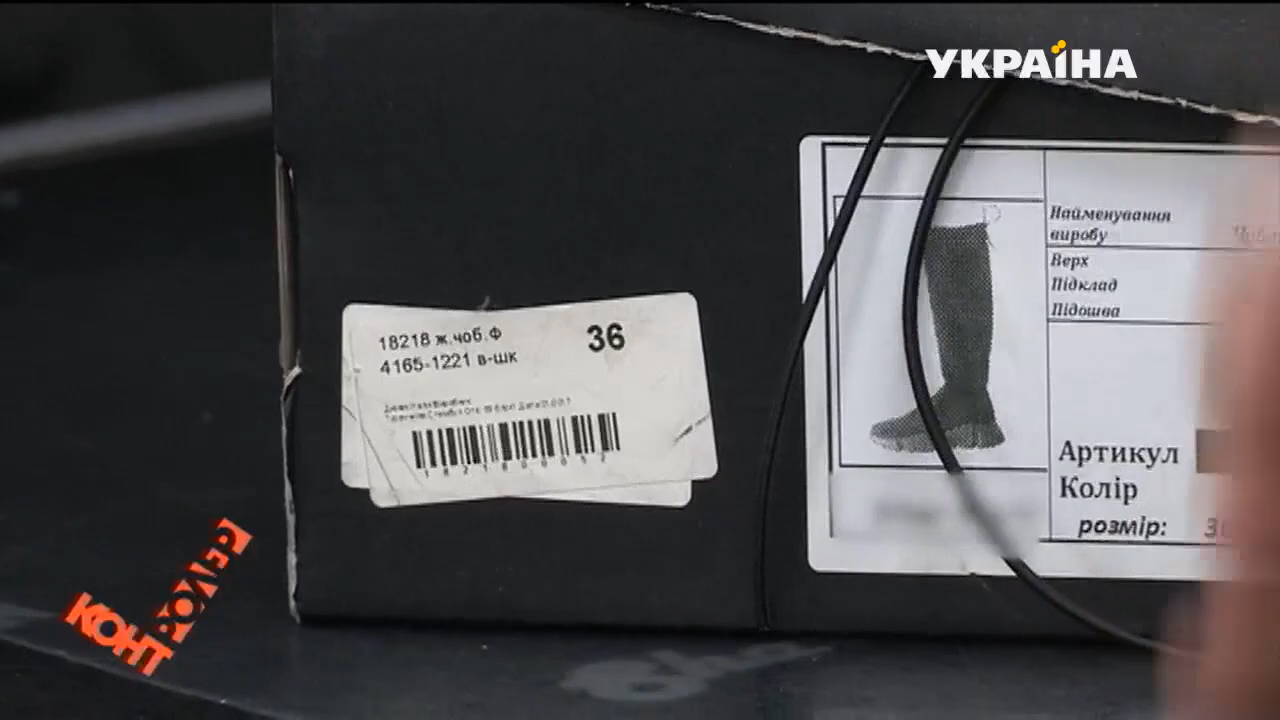 УКРАЇНА
Найменування
виробу
Верх
Підклад
Підошва
18218 ж.чоб.Ф
36
4165-1221 в-шк
Артикул
Колір
розмір:
КОНТРОЛЕР